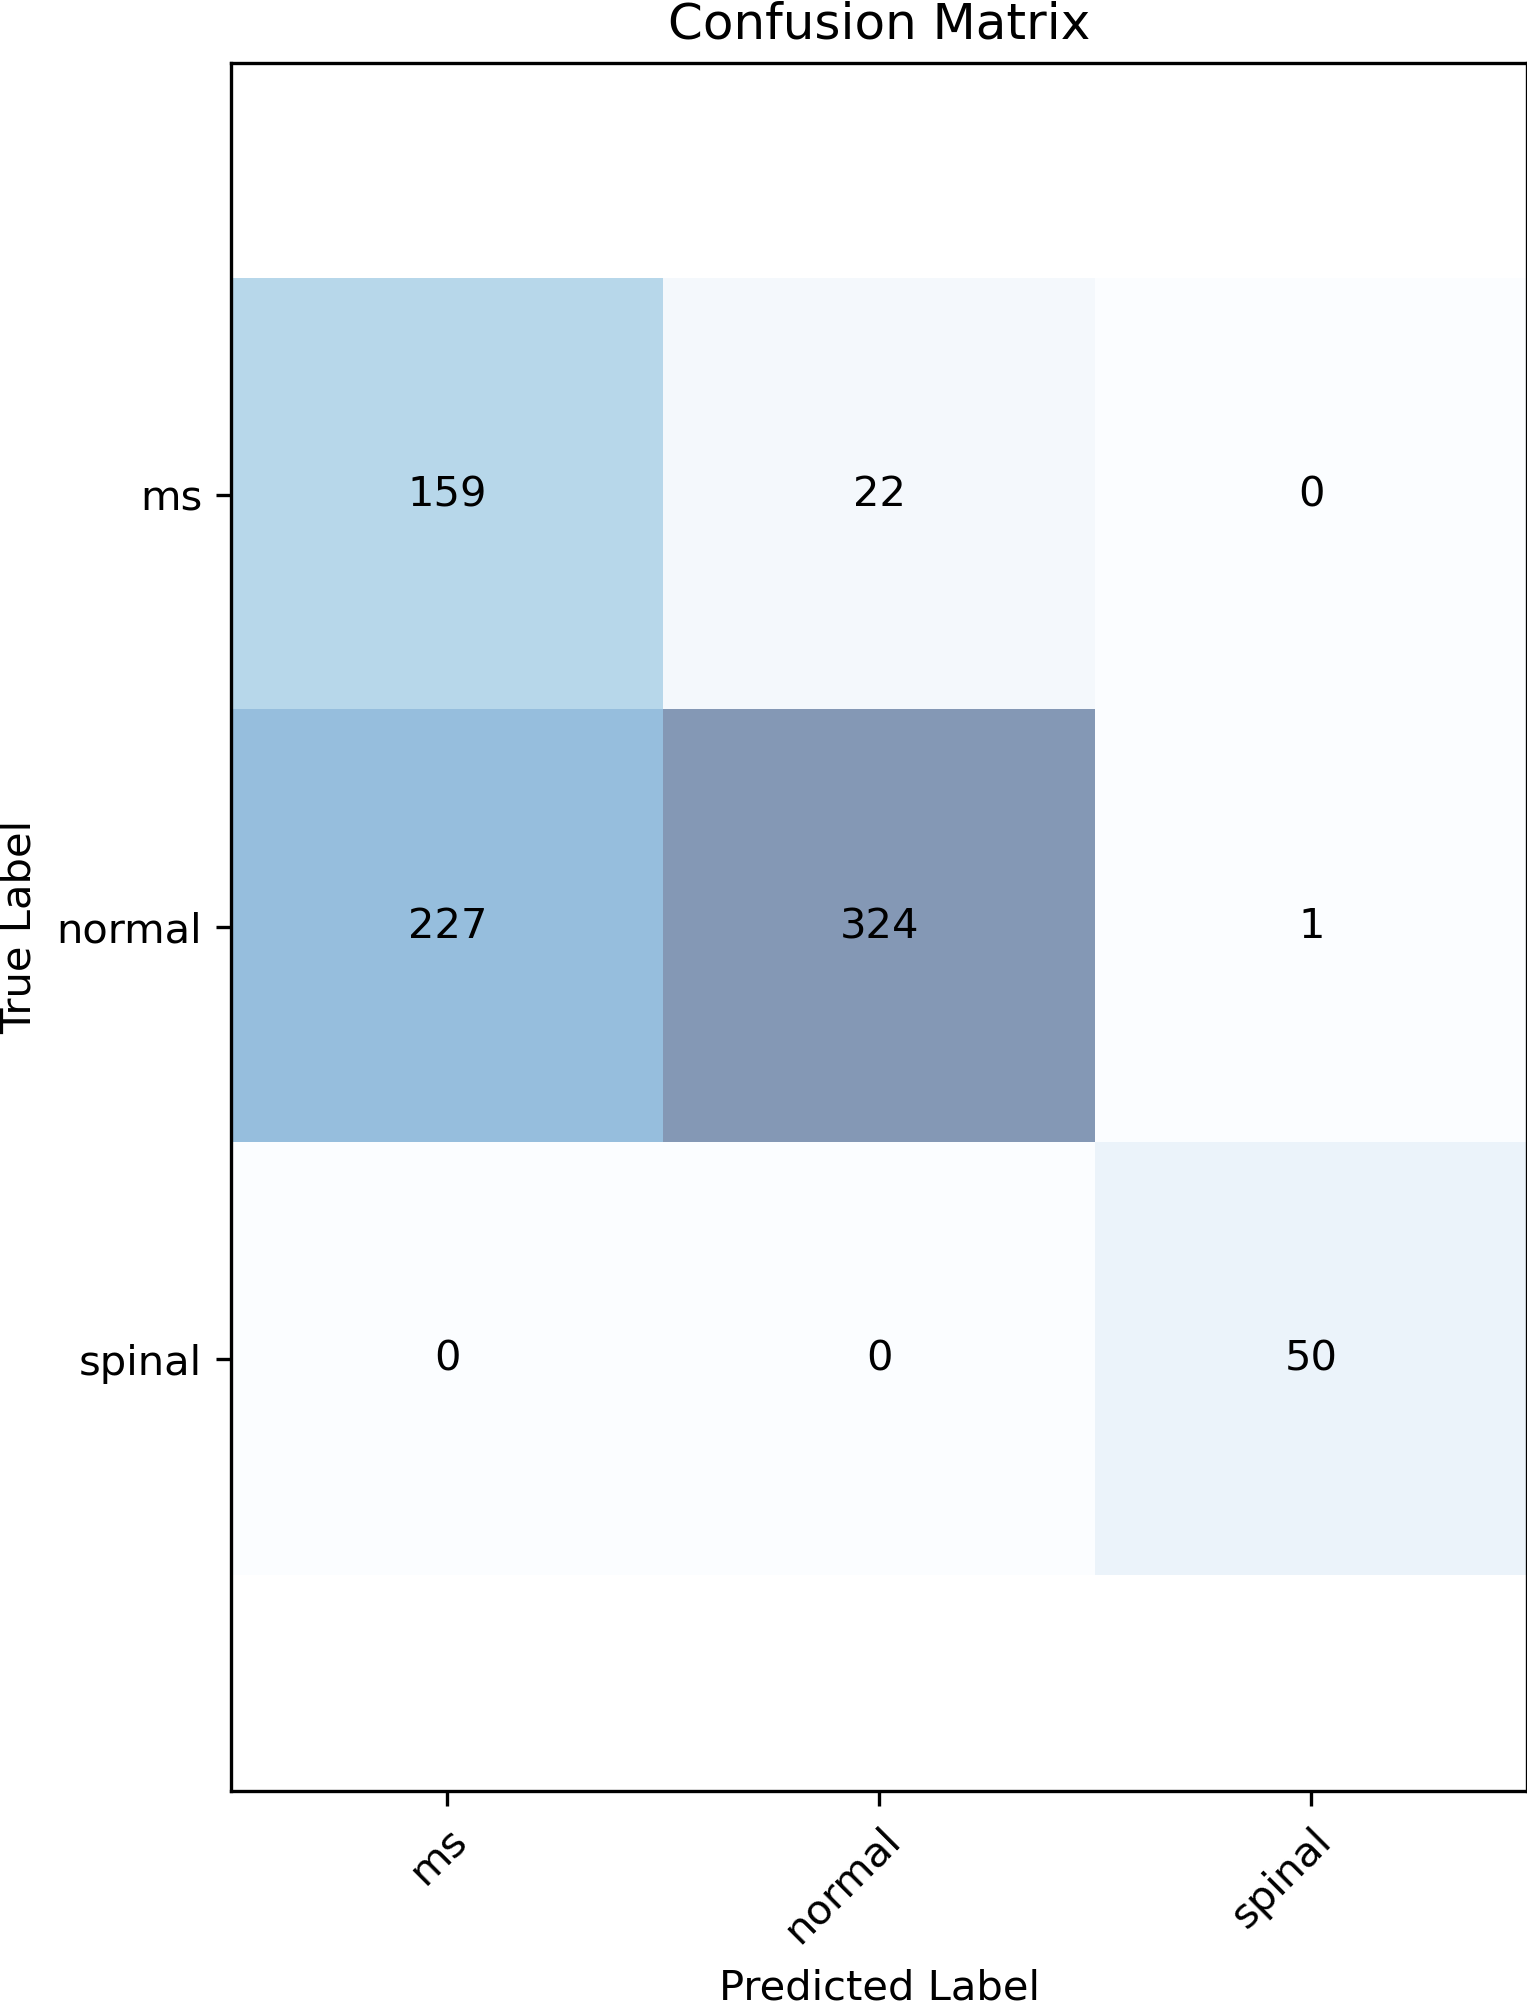 Confusion Matrix
True Label
ms
159 22 0
normal
227 324 1
spinal
0 0 50
ms
normal
spinal
Predicted Label